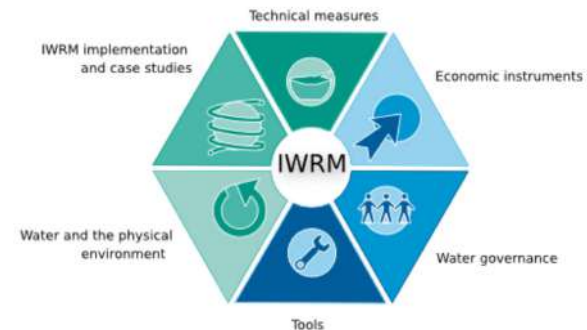 Technical measures
IWRM implementation
and case studies
Economic instruments
IWRM
Water and the physical
environment
Water governance
Tools